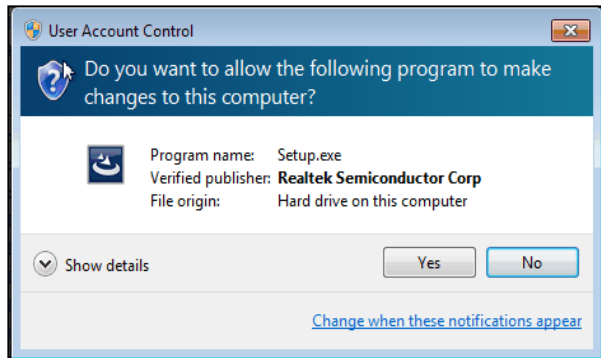 User Account Control
Do you want to allow the following program to make
changes to this computer?
Program name: Setup.exe
Verified publisher: Realtek Semiconductor Corp
File origin: Hard drive on this computer
Show details
Yes
No
Change when these notifications appear